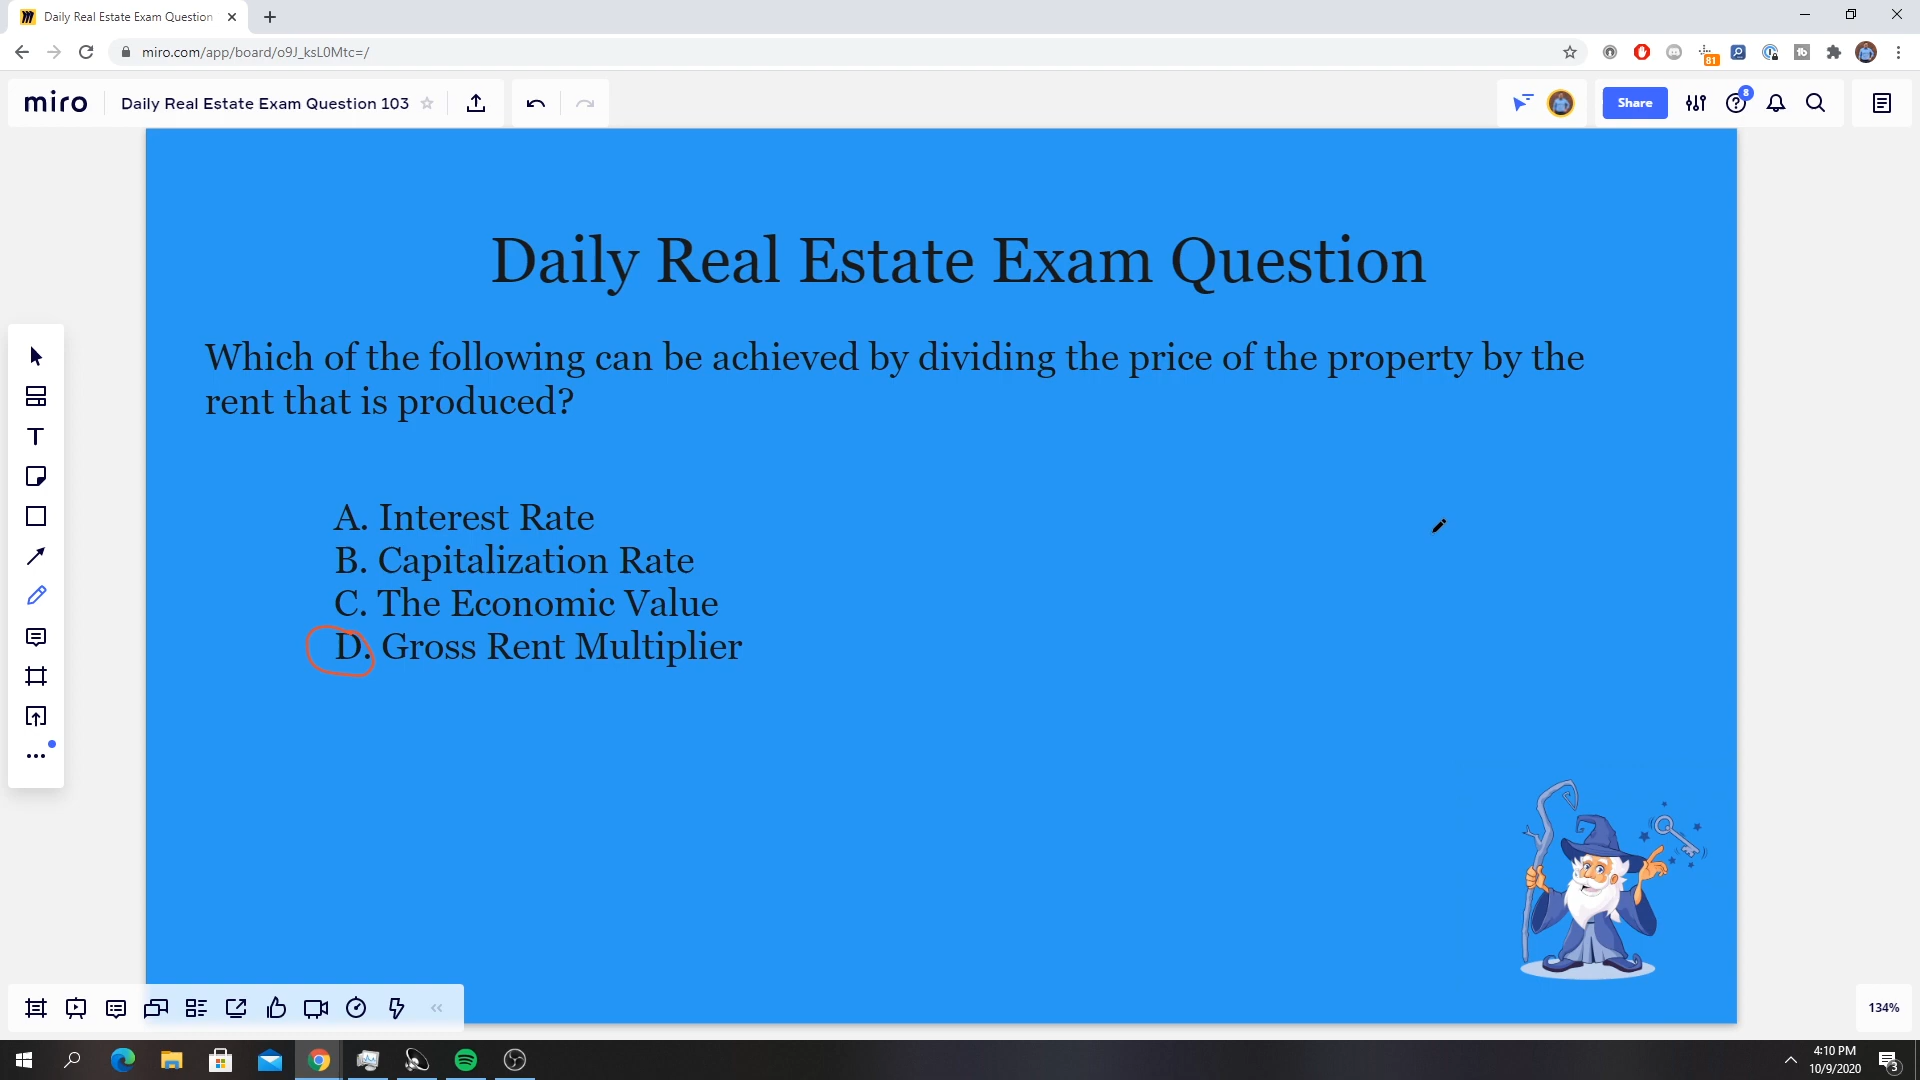 Daily Real Estate Exam Question
miro.com/app/board/o9J_ksL0Mtc=/
81
miro
Daily Real Estate Exam Question 103
Share
8
Daily Real Estate Exam Question
Which of the following can be achieved by dividing the price of the property by the
rent that is produced?
A. Interest Rate
B. Capitalization Rate
C. The Economic Value
D. Gross Rent Multiplier
134%
4:10 PM
10/9/2020
3